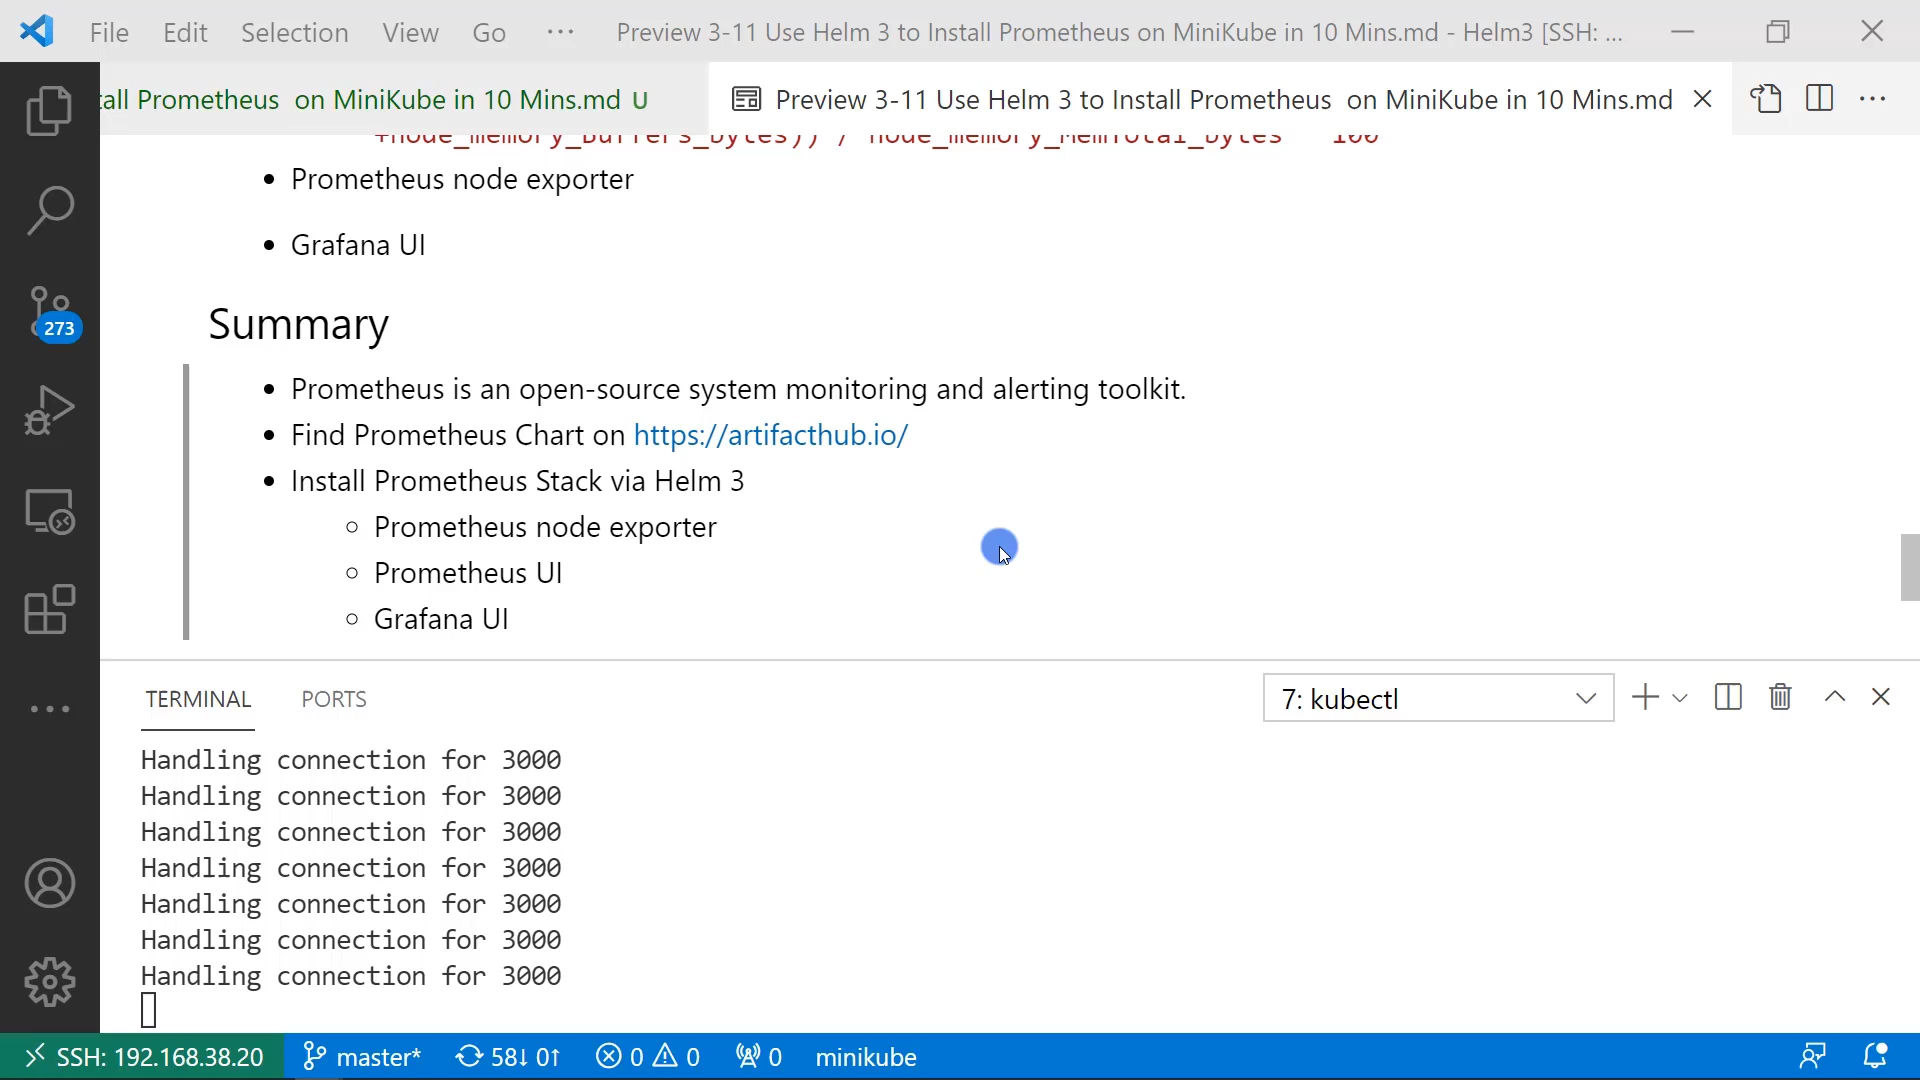 File Edit Selection View Go ... Preview 3-11 Use Helm 3 to Install Prometheus on MiniKube in 10 Mins.md - Helm3 [SSH: ...
all Prometheus on MiniKube in 10 Mins.md U
Preview 3-11 Use Helm 3 to Install Prometheus on MiniKube in 10 Mins.md
+node_memory_Buffers_bytes)) / node_memory_MemTotal_bytes 100
• Prometheus node exporter
• Grafana UI
Summary
• Prometheus is an open-source system monitoring and alerting toolkit.
• Find Prometheus Chart on https://artifacthub.io/
• Install Prometheus Stack via Helm 3
○ Prometheus node exporter
○ Prometheus UI
○ Grafana UI
273
TERMINAL PORTS 7: kubectl
Handling connection for 3000
Handling connection for 3000
Handling connection for 3000
Handling connection for 3000
Handling connection for 3000
Handling connection for 3000
Handling connection for 3000
SSH: 192.168.38.20 master* 58↓ 0↑ 0 0 0 minikube